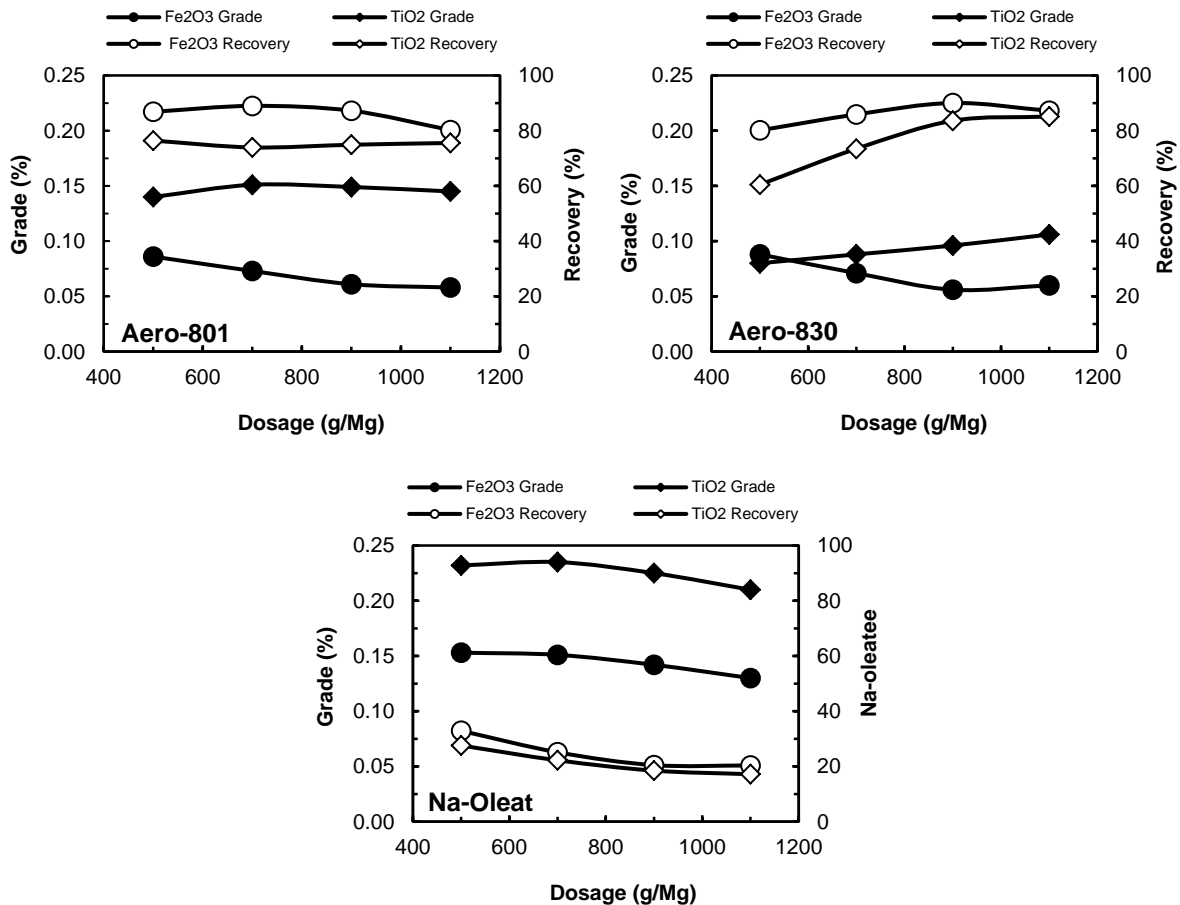 Fe2O3 Grade TiO2 Grade
Fe2O3 Recovery TiO2 Recovery
0.25
0.20
0.15
0.10
0.05
0.00
Grade (%)
100
80
60
40
20
0
Recovery (%)
Aero-801
400 600 800 1000 1200
Dosage (g/Mg)
Fe2O3 Grade TiO2 Grade
Fe2O3 Recovery TiO2 Recovery
0.25
0.20
0.15
0.10
0.05
0.00
Grade (%)
100
80
60
40
20
0
Recovery (%)
Aero-830
400 600 800 1000 1200
Dosage (g/Mg)
Fe2O3 Grade TiO2 Grade
Fe2O3 Recovery TiO2 Recovery
0.25
0.20
0.15
0.10
0.05
0.00
Grade (%)
100
80
60
40
20
0
Na-oleatee
Na-Oleat
400 600 800 1000 1200
Dosage (g/Mg)